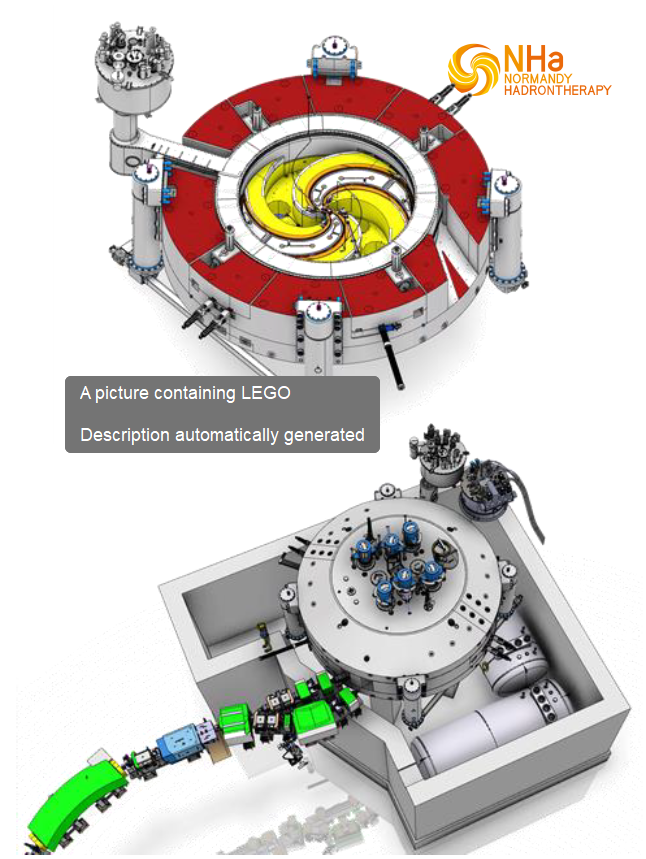 NHa
NORMANDY
HADRONTHERAPY
A picture containing LEGO
Description automatically generated